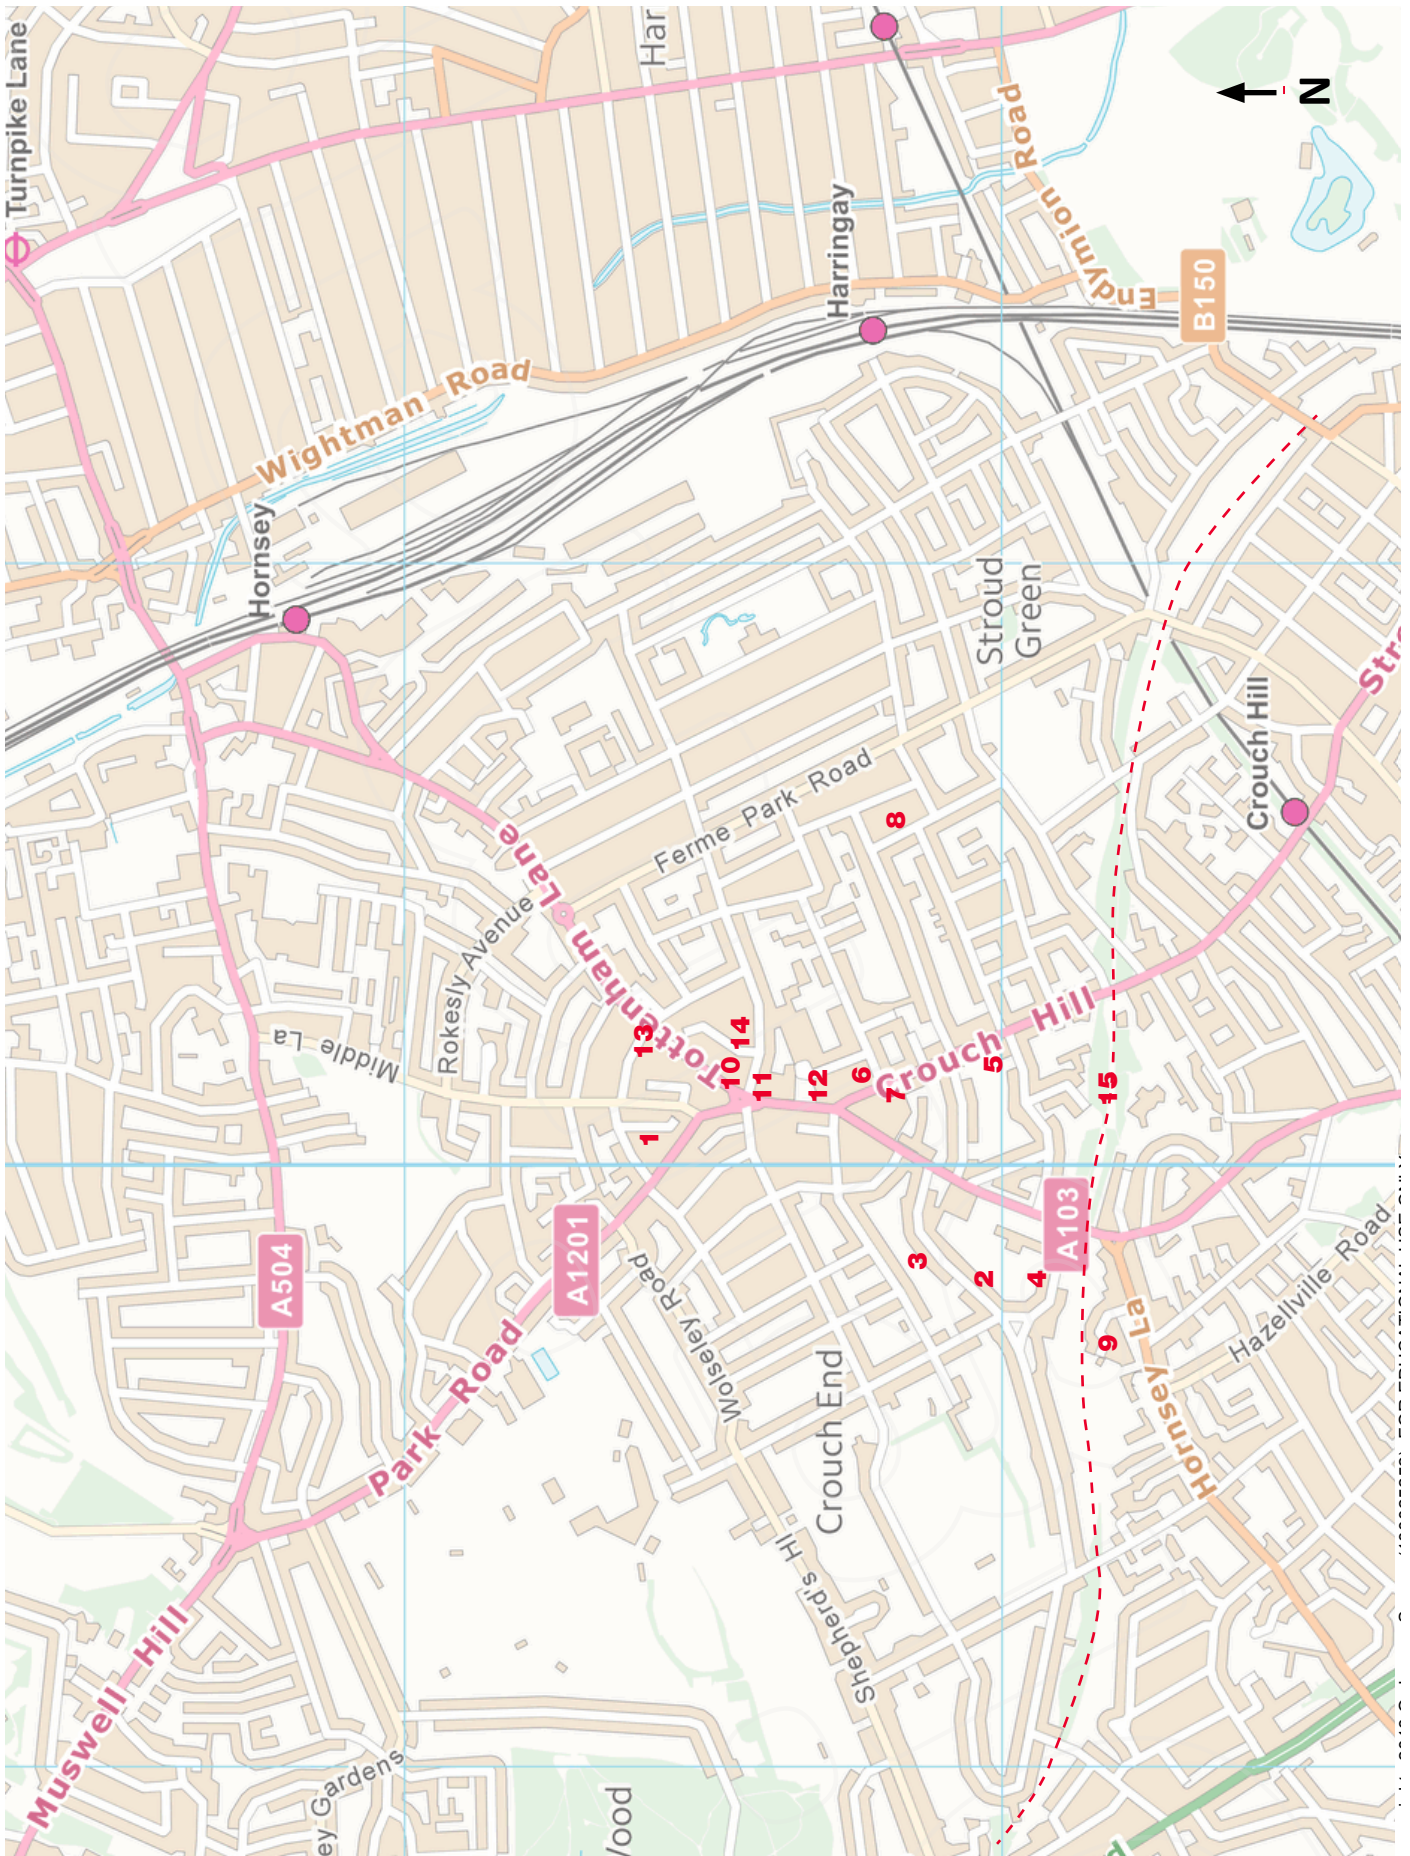 Turnpike Lane
Har
N
Endymion Road
Harringay
B150
Wightman Road
Hornsey
Stroud
Green
Crouch Hill
Stro
Ferme Park Road
8
Tottenham Lane
Rokesly Avenue
Middle La
13
14
10
11
12
6
7
5
Crouch Hill
15
1
A504
A1201
A103
3
2
4
9
Park Road
Wolseley Road
Crouch End
Hornsey La
Hazellville Road
Shepherd's Hl
Muswell Hill
ey Gardens
Wood
d